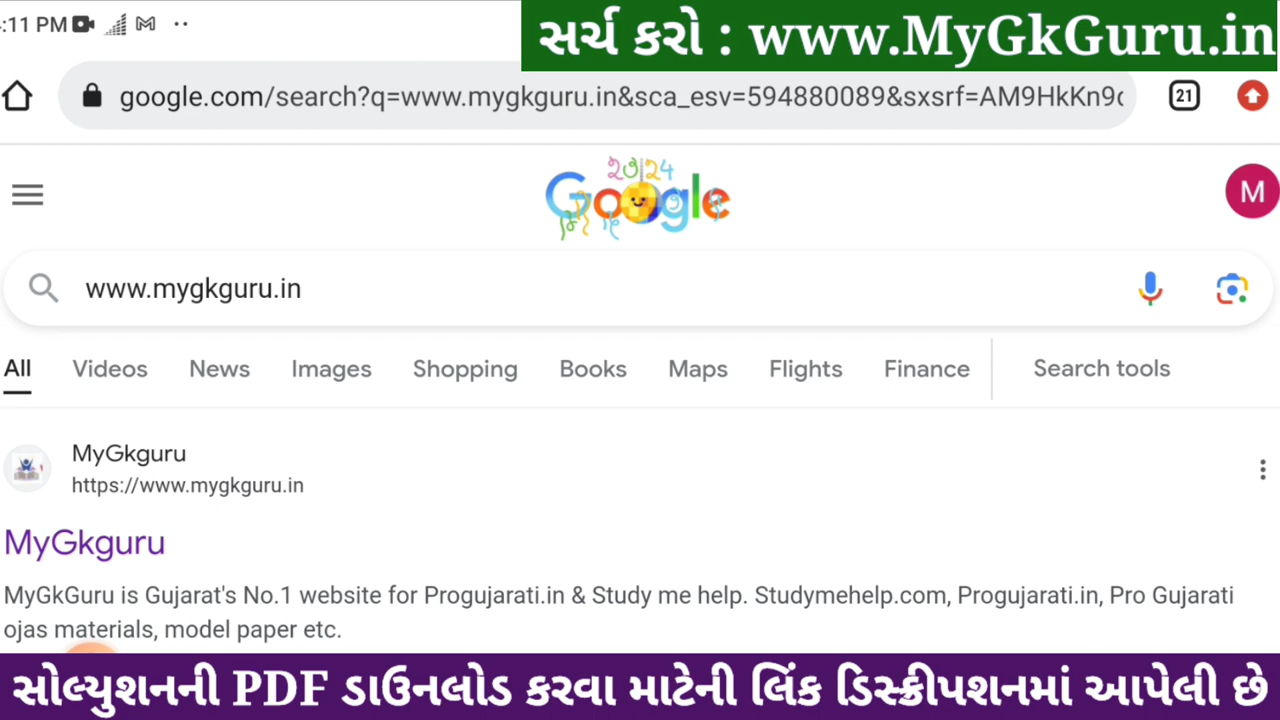 :11 PM
સર્ચ કરો : www.MyGkGuru.in
google.com/search?q=www.mygkguru.in&sca_esv=594880089&sxsrf=AM9HkKn9c
21
૨૩|૨૪
Google
M
www.mygkguru.in
All Videos News Images Shopping Books Maps Flights Finance Search tools
MyGkguru
https://www.mygkguru.in
MyGkguru
MyGkGuru is Gujarat's No.1 website for Progujarati.in & Study me help. Studymehelp.com, Progujarati.in, Pro Gujarati
ojas materials, model paper etc.
સોલ્યુશનની PDF ડાઉનલોડ કરવા માટેની લિંક ડિસ્ક્રીપશનમાં આપેલી છે